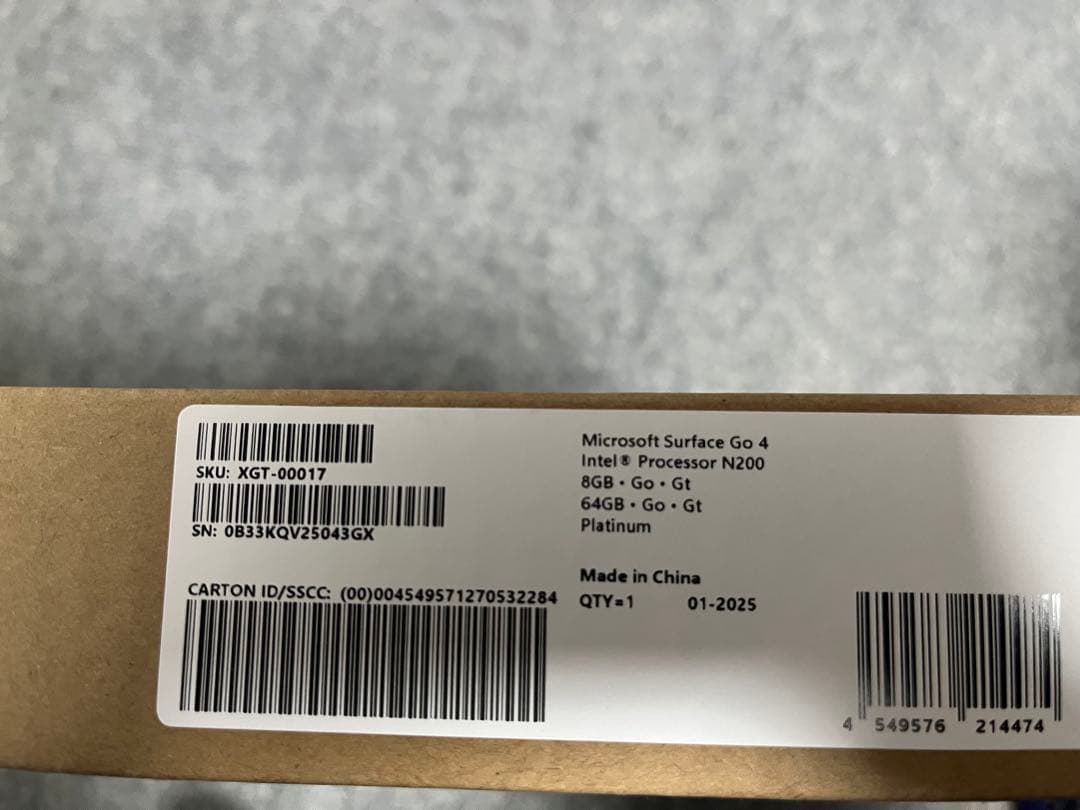 SKU: XGT-00017
SN: 0B33KQV25043GX
CARTON ID/SSCC: (00)004549571270532284
Microsoft Surface Go 4
Intel® Processor N200
8GB • Go • Gt
64GB • Go • Gt
Platinum
Made in China
QTY=1 01-2025
4 549576 214474